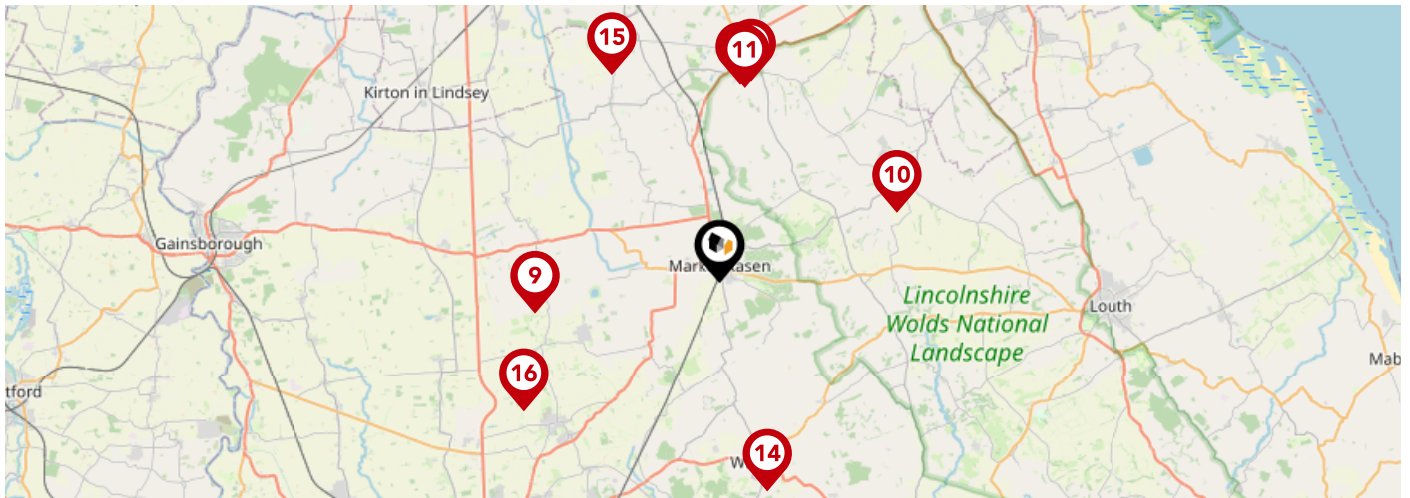 15
11
Kirton in Lindsey
10
Gainsborough
9
Lincolnshire
Wolds National
Landscape
Louth
16
14